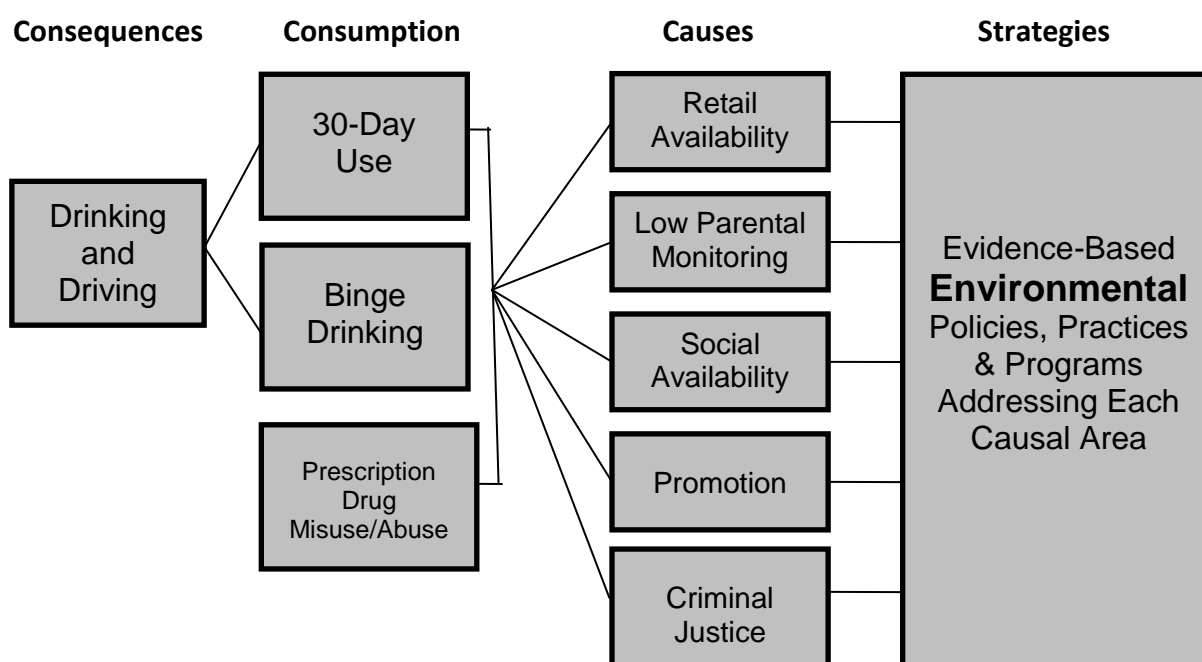 Consequences
Consumption
Causes
Strategies
Drinking
and
Driving
30-Day
Use
Binge
Drinking
Prescription
Drug
Misuse/Abuse
Retail
Availability
Low Parental
Monitoring
Social
Availability
Promotion
Criminal
Justice
Evidence-Based
Environmental
Policies, Practices
& Programs
Addressing Each
Causal Area